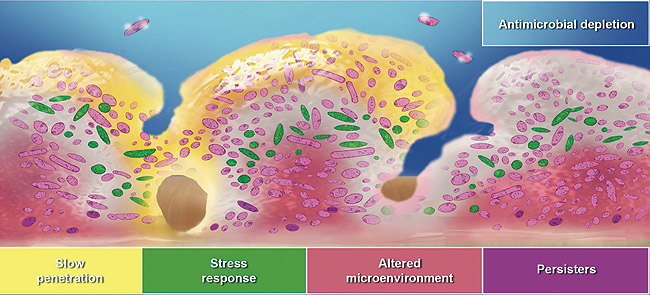 Antimicrobial depletion
Slow
penetration
Stress
response
Altered
microenvironment
Persisters